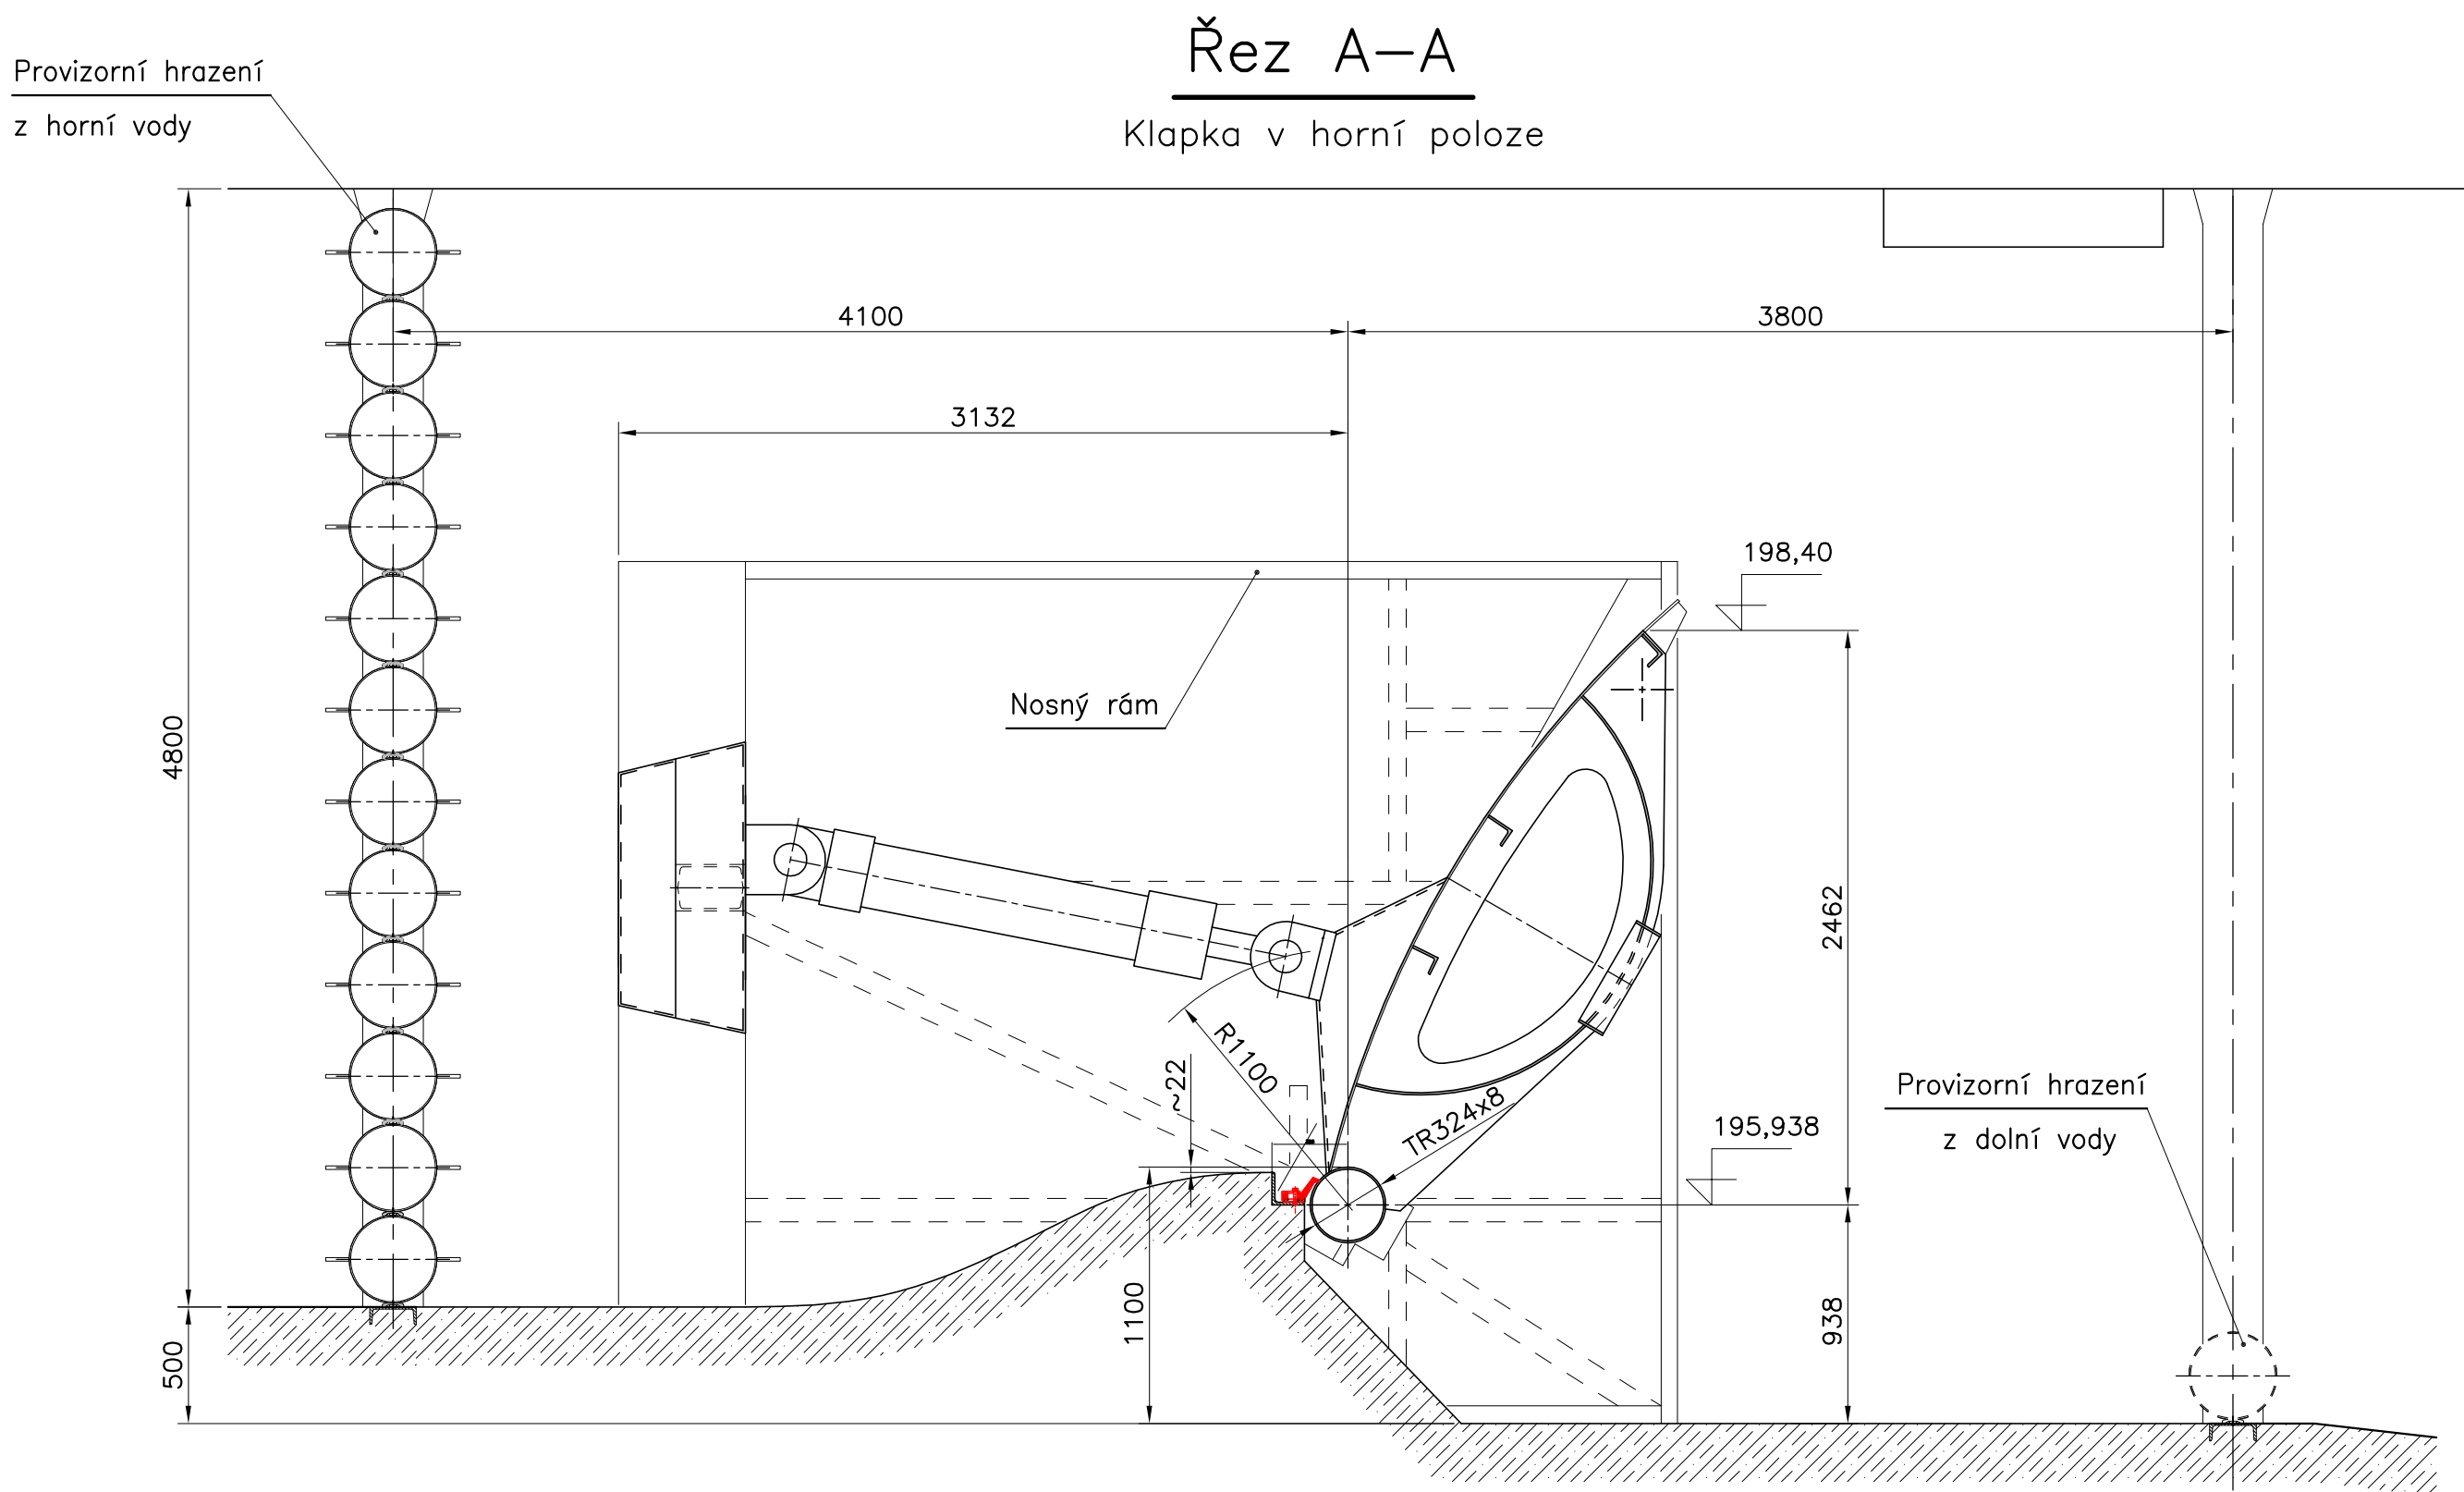 Řez A–A
Klapka v horní poloze
Provizorní hrazení
z horní vody
4100
3800
3132
198,40
Nosný rám
4800
2462
R1100
~22
TR324x8
Provizorní hrazení
z dolní vody
195,938
1100
938
500